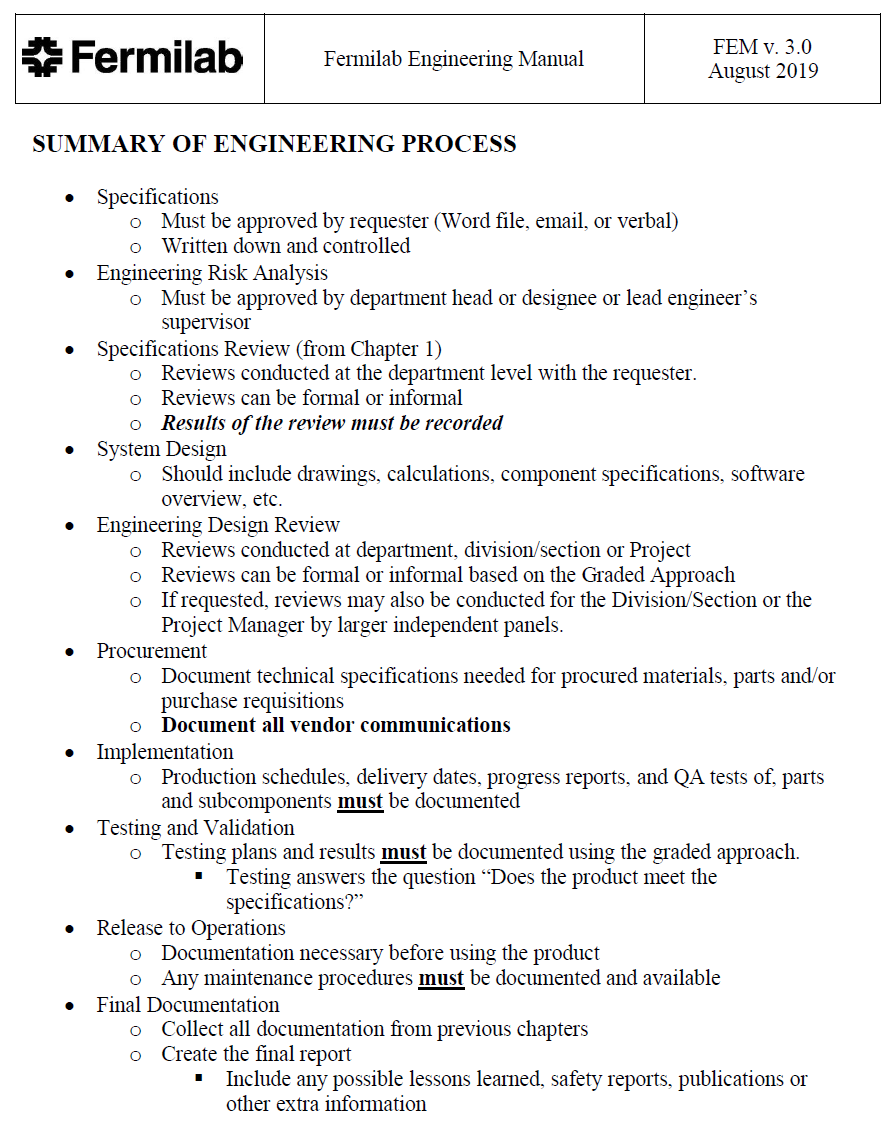 Fermilab
Fermilab Engineering Manual
FEM v. 3.0
August 2019
SUMMARY OF ENGINEERING PROCESS
• Specifications
o Must be approved by requester (Word file, email, or verbal)
o Written down and controlled
• Engineering Risk Analysis
o Must be approved by department head or designee or lead engineer’s
supervisor
• Specifications Review (from Chapter 1)
o Reviews conducted at the department level with the requester.
o Reviews can be formal or informal
o Results of the review must be recorded
• System Design
o Should include drawings, calculations, component specifications, software
overview, etc.
• Engineering Design Review
o Reviews conducted at department, division/section or Project
o Reviews can be formal or informal based on the Graded Approach
o If requested, reviews may also be conducted for the Division/Section or the
Project Manager by larger independent panels.
• Procurement
o Document technical specifications needed for procured materials, parts and/or
purchase requisitions
o Document all vendor communications
• Implementation
o Production schedules, delivery dates, progress reports, and QA tests of, parts
and subcomponents must be documented
• Testing and Validation
o Testing plans and results must be documented using the graded approach.
▪ Testing answers the question “Does the product meet the
specifications?”
• Release to Operations
o Documentation necessary before using the product
o Any maintenance procedures must be documented and available
• Final Documentation
o Collect all documentation from previous chapters
o Create the final report
▪ Include any possible lessons learned, safety reports, publications or
other extra information